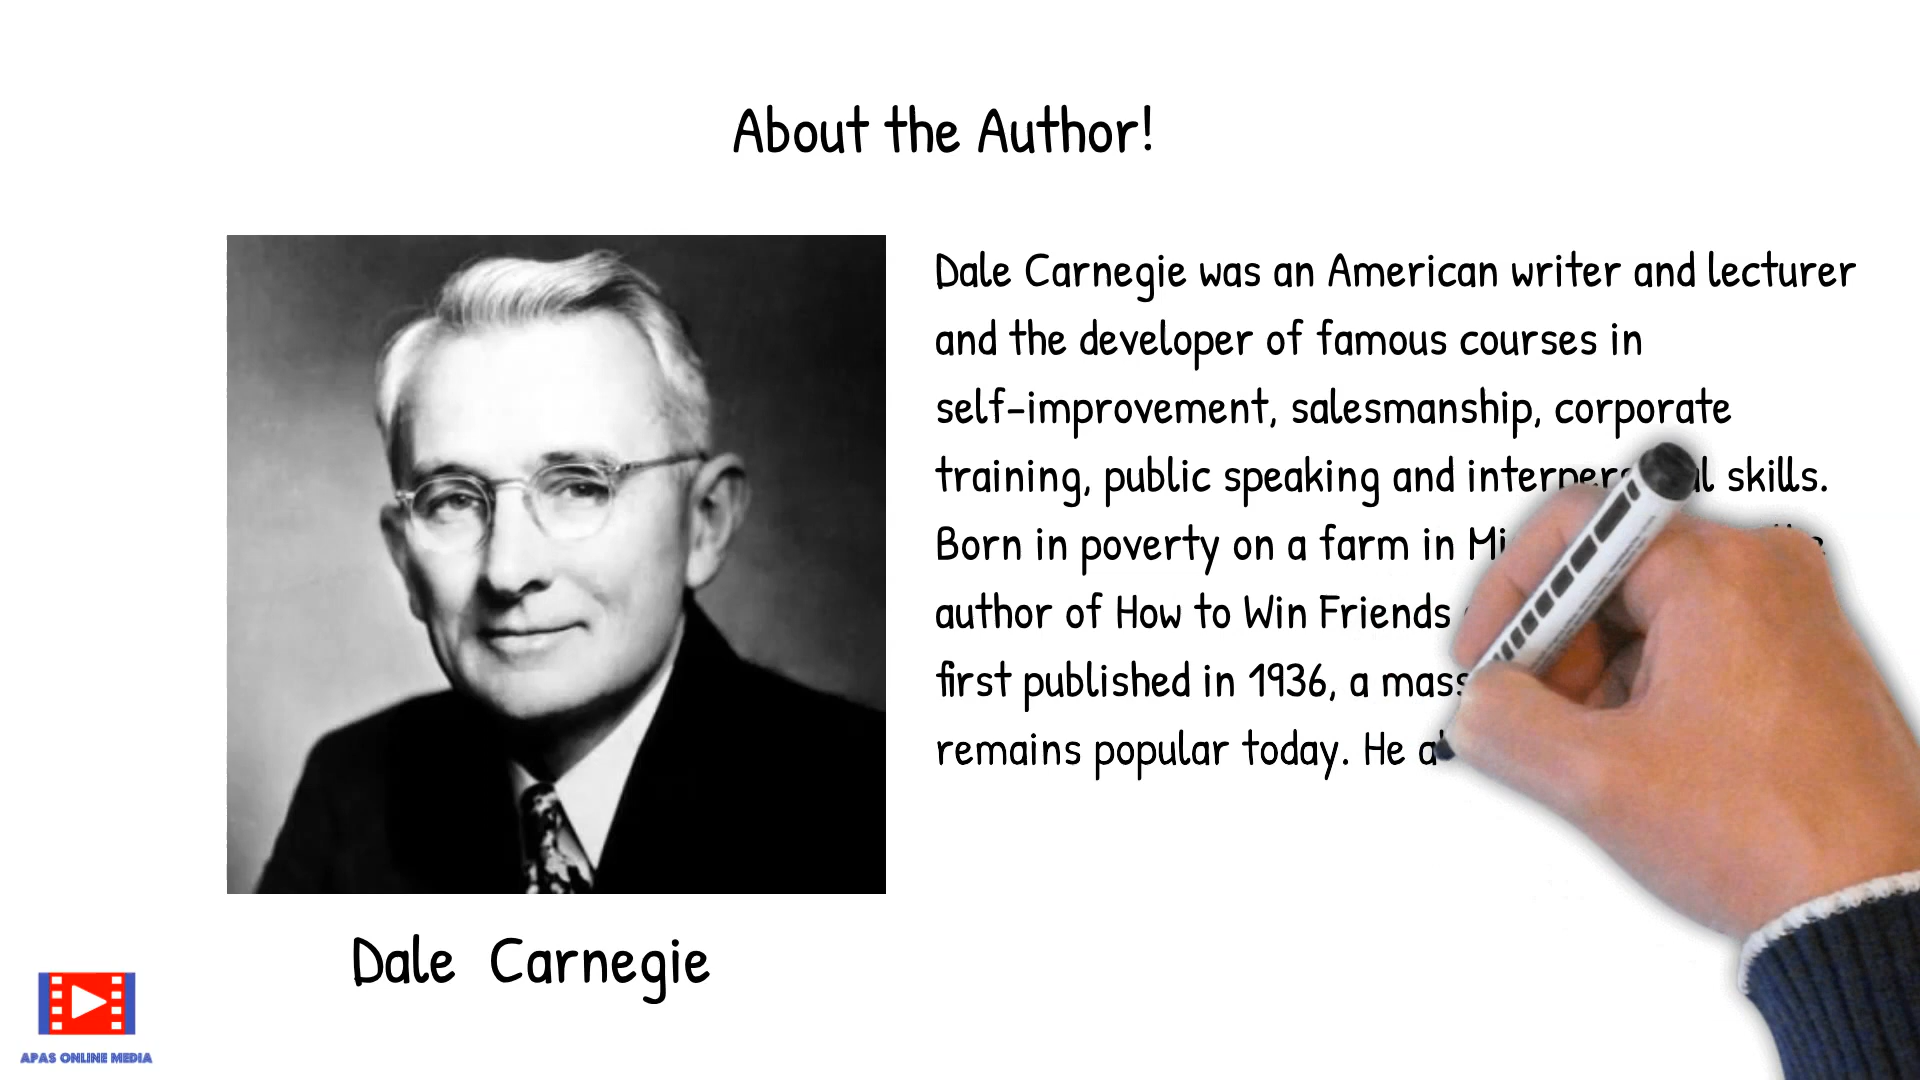 About the Author!
Dale Carnegie was an American writer and lecturer
and the developer of famous courses in
self-improvement, salesmanship, corporate
training, public speaking and skills.
Born in poverty on a farm in
author of How to Win Friends
first published in 1936, a
remains popular today. He
Dale Carnegie
APAS ONLINE MEDIA